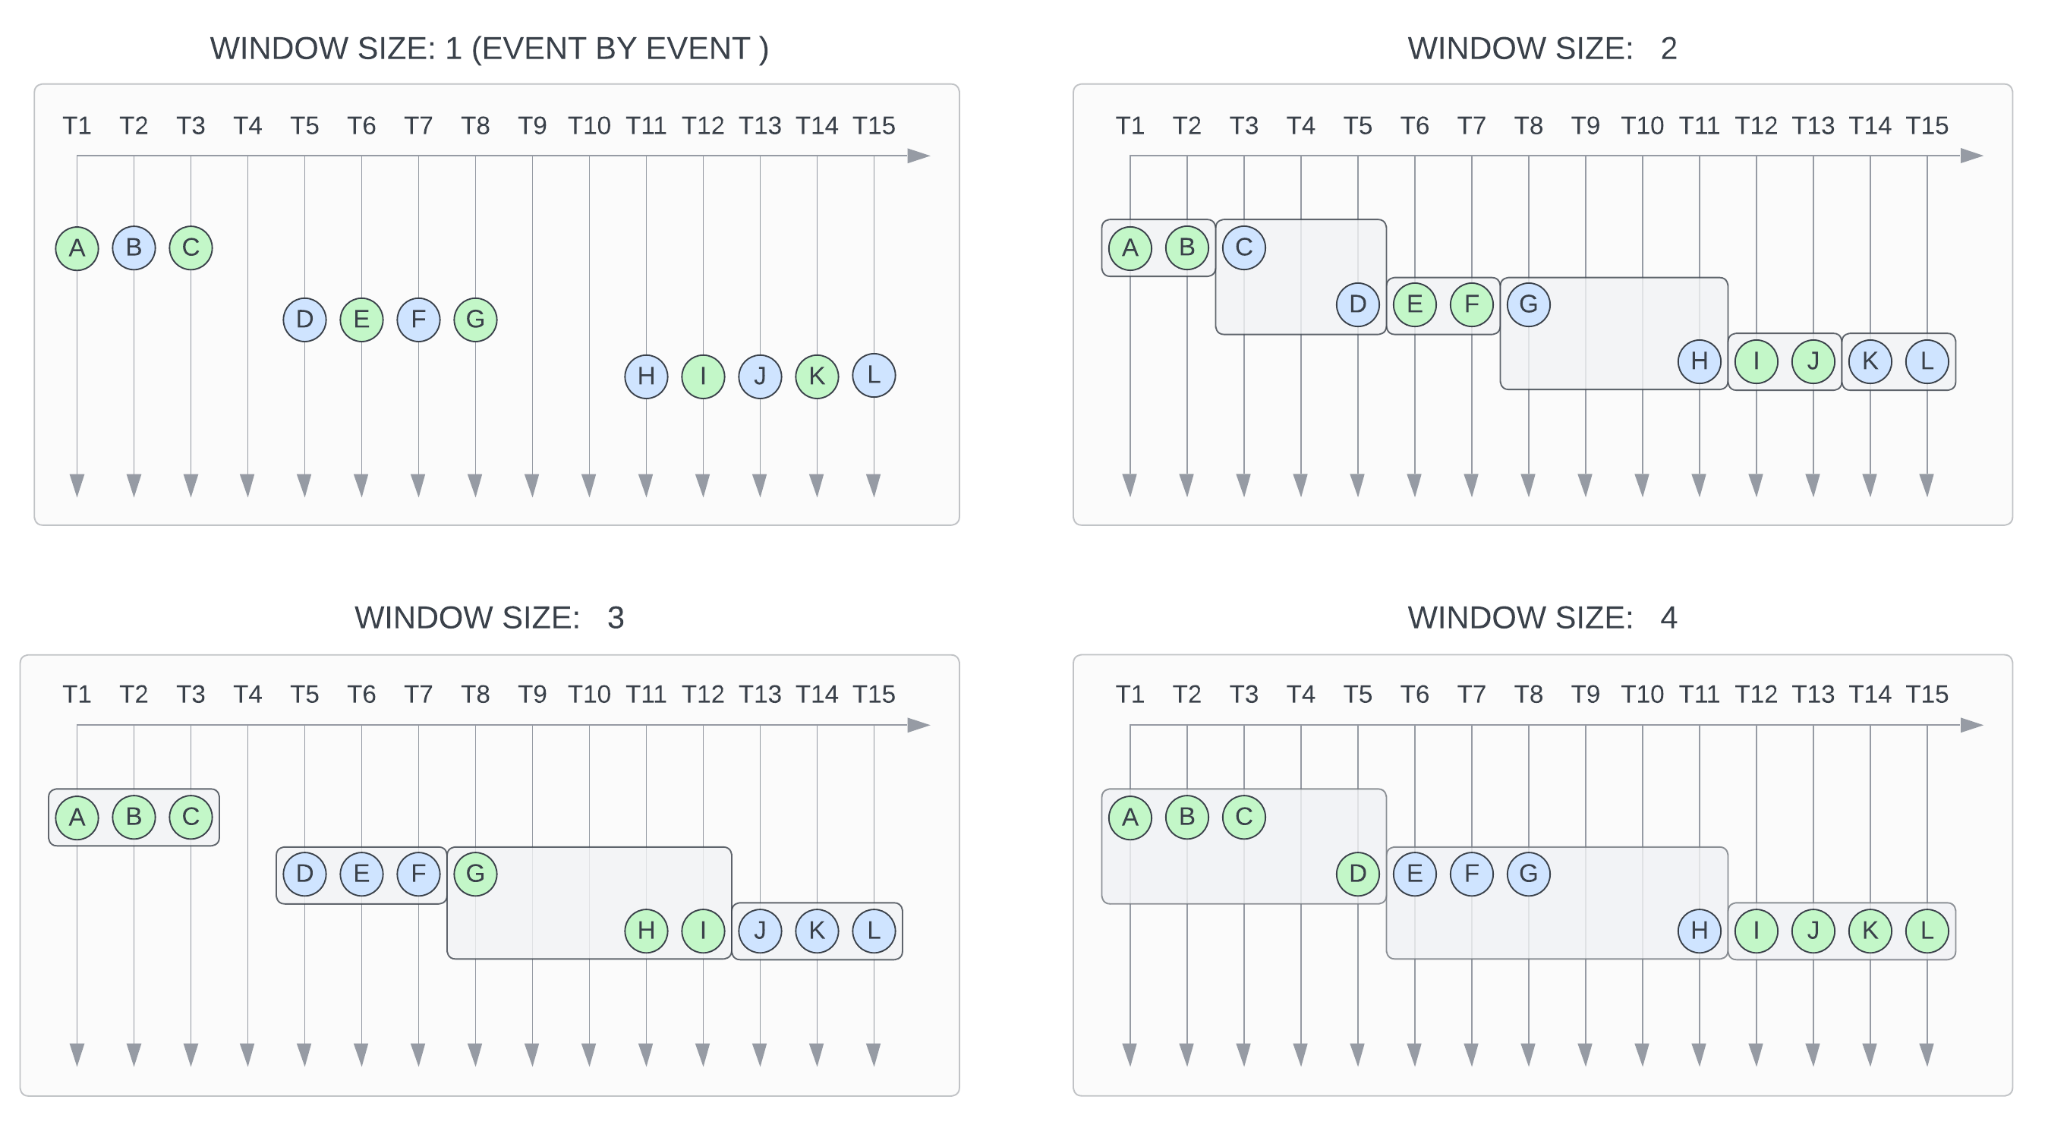 WINDOW SIZE: 1 (EVENT BY EVENT )
T1 T2 T3 T4 T5 T6 T7 T8 T9 T10 T11 T12 T13 T14 T15
A B C
D E F G
H I J K L
WINDOW SIZE: 2
T1 T2 T3 T4 T5 T6 T7 T8 T9 T10 T11 T12 T13 T14 T15
A B C
D E F G
H I J K L
WINDOW SIZE: 3
T1 T2 T3 T4 T5 T6 T7 T8 T9 T10 T11 T12 T13 T14 T15
A B C
D E F G
H I J K L
WINDOW SIZE: 4
T1 T2 T3 T4 T5 T6 T7 T8 T9 T10 T11 T12 T13 T14 T15
A B C
D E F G
H I J K L